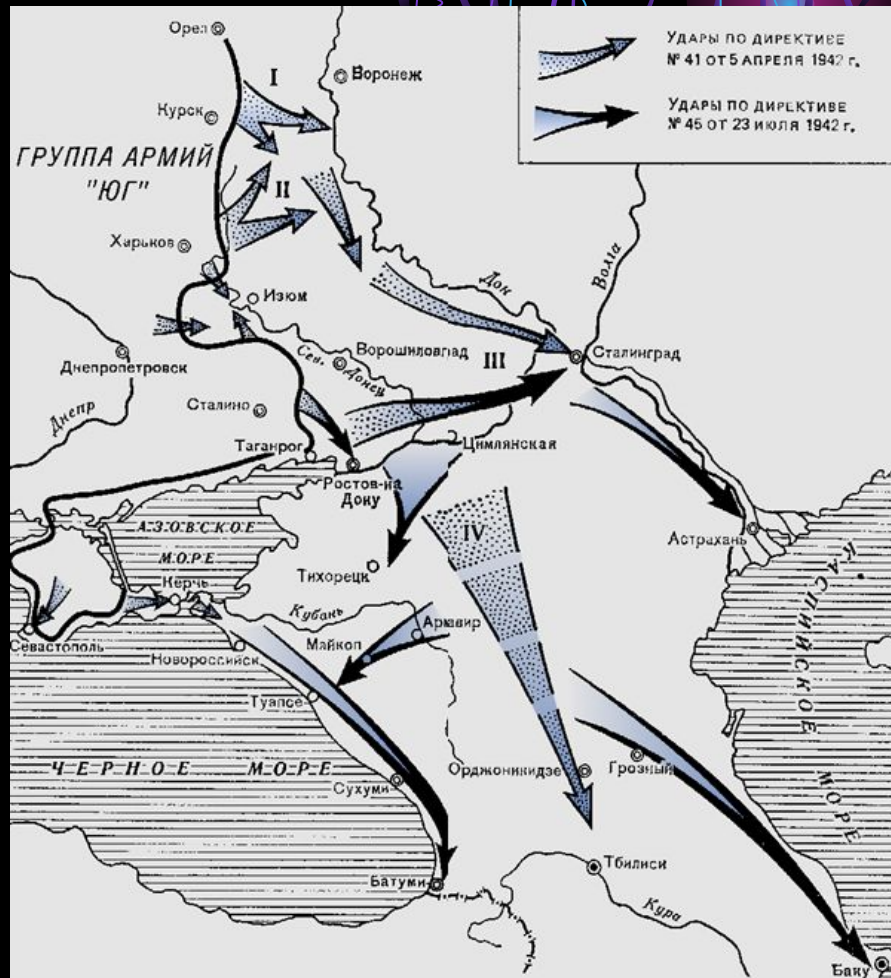 Орел
I
Воронеж
УДАРЫ ПО ДИРЕКТИВЕ
№ 41 ОТ 5 АПРЕЛЯ 1942 г.
УДАРЫ ПО ДИРЕКТИВЕ
№ 45 ОТ 23 ИЮЛЯ 1942 г.
Курск
ГРУППА АРМИЙ
"ЮГ"
II
Харьков
Изюм
Дон
Волга
Днепропетровск
Сев. Донец
Ворошиловград
III
Сталинград
Днепр
Сталино
Таганрог
Ростов-на
Дону
Цимлянская
АЗОВСКОЕ
МОРЕ
IV
Астрахань
Тихорецк
Керчь
Кубань
Армавир
Майкоп
Севастополь
Новороссийск
Туапсе
КАСПИЙСКОЕ МОРЕ
ЧЕРНОЕ МОРЕ
Сухуми
Орджоникидзе
Грозный
Батуми
Тбилиси
Кура
Баку